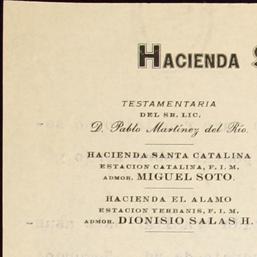 HACIENDA
TESTAMENTARIA
DEL SR. LIC.
D. Pablo Martínez del Río.
HACIENDA SANTA CATALINA
ESTACION CATALINA, F. I. M.
ADMOR. MIGUEL SOTO.
HACIENDA EL ALAMO
ESTACION YERBANIS, F. I. M.
ADMOR. DIONISIO SALAS H.